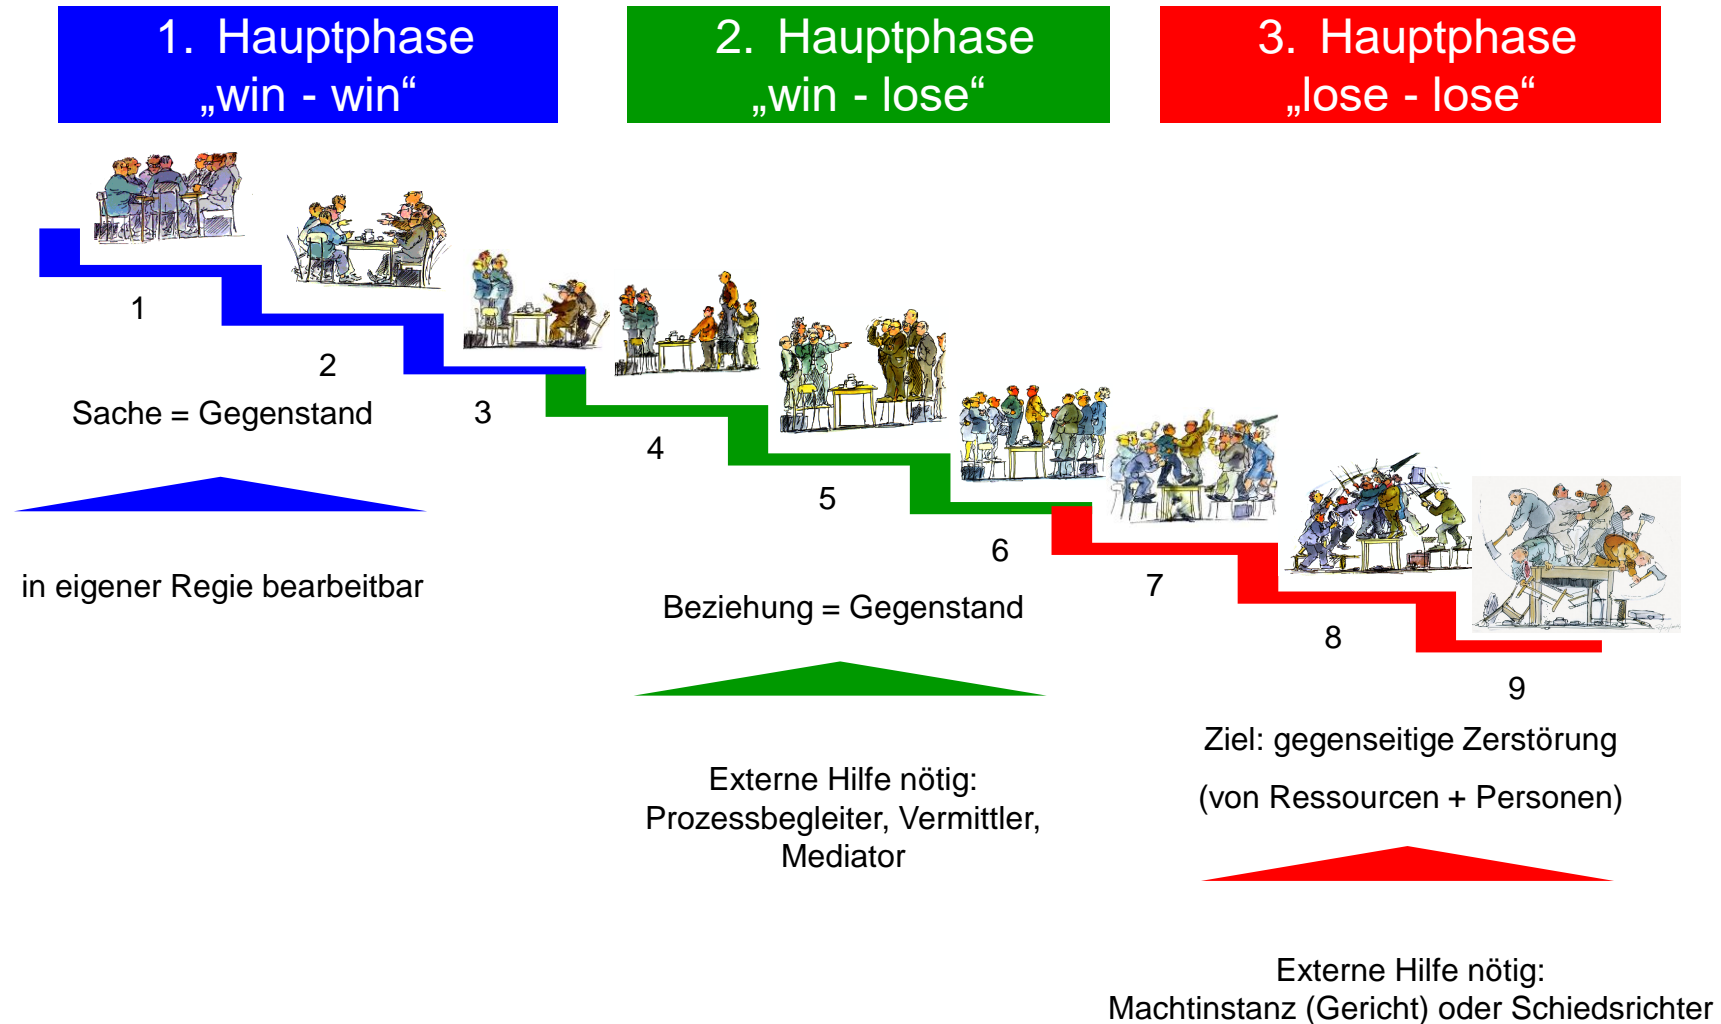 1. Hauptphase
„win - win“
2. Hauptphase
„win - lose“
3. Hauptphase
„lose - lose“
1
2
3
4
5
6
7
8
9
Sache = Gegenstand
in eigener Regie bearbeitbar
Beziehung = Gegenstand
Externe Hilfe nötig:
Prozessbegleiter, Vermittler,
Mediator
Ziel: gegenseitige Zerstörung
(von Ressourcen + Personen)
Externe Hilfe nötig:
Machtinstanz (Gericht) oder Schiedsrichter